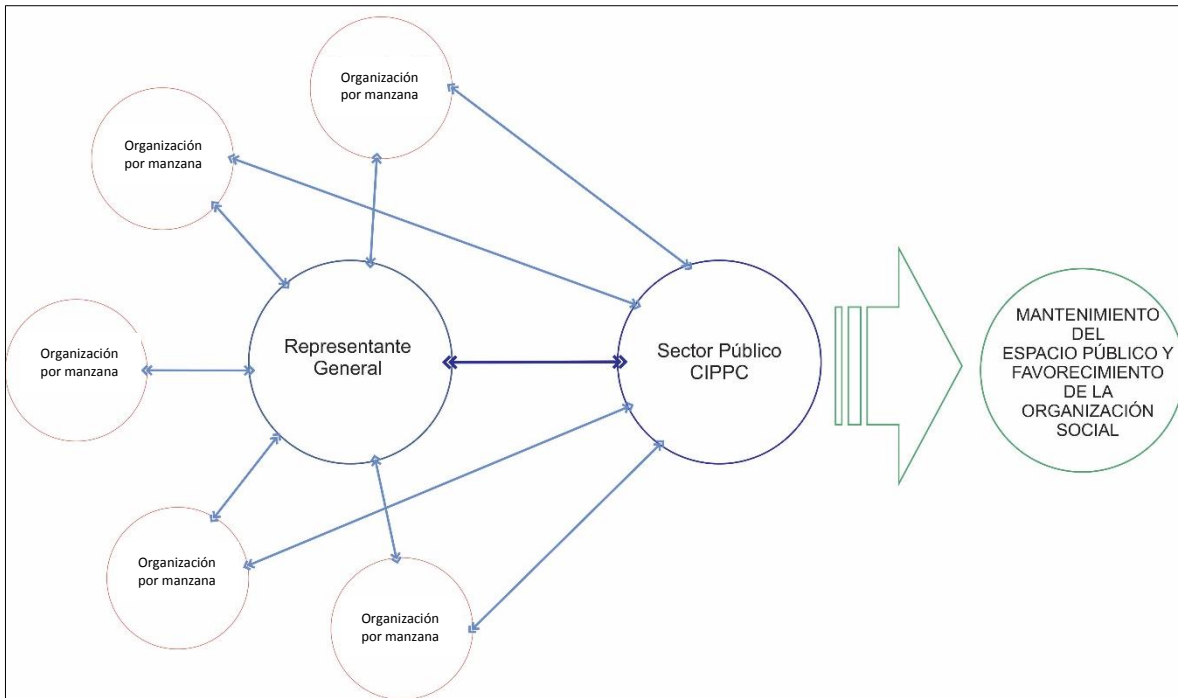 Organización
por manzana
Organización
por manzana
Organización
por manzana
Representante
General
Sector Público
CIPPC
MANTENIMIENTO
DEL
ESPACIO PÚBLICO Y
FAVORECIMIENTO
DE LA
ORGANIZACIÓN
SOCIAL
Organización
por manzana
Organización
por manzana